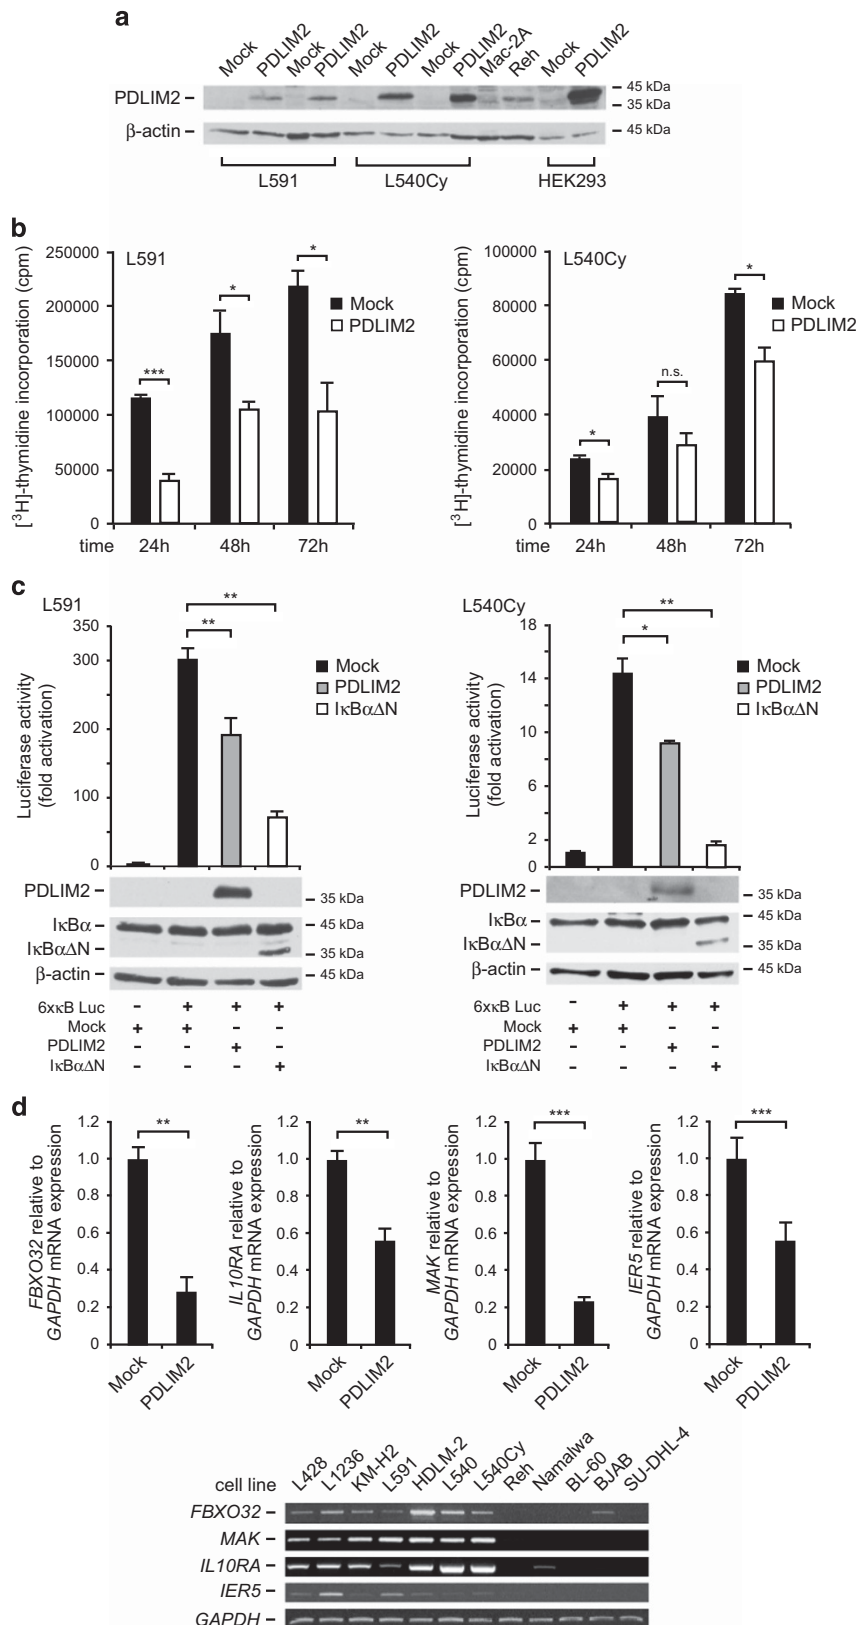 a
Mock PDLIM2 Mock PDLIM2 Mock PDLIM2 Mock PDLIM2 Mac-2A Reh Mock PDLIM2
PDLIM2
45 kDa
35 kDa
β-actin
45 kDa
L591 L540Cy HEK293
b
L591
[³H]-thymidine incorporation (cpm)
250000
200000
150000
100000
50000
0
***
*
*
Mock
PDLIM2
time 24h 48h 72h
L540Cy
[³H]-thymidine incorporation (cpm)
100000
80000
60000
40000
20000
0
*
n.s.
*
Mock
PDLIM2
time 24h 48h 72h
c
L591
Luciferase activity
(fold activation)
350
300
200
100
0
**
**
Mock
PDLIM2
IκBαΔN
PDLIM2
35 kDa
IκBα
45 kDa
IκBαΔN
35 kDa
β-actin
45 kDa
6xκB Luc – + + +
Mock + + – –
PDLIM2 – – + –
IκBαΔN – – – +
L540Cy
Luciferase activity
(fold activation)
18
14
10
6
2
0
**
*
Mock
PDLIM2
IκBαΔN
PDLIM2
35 kDa
IκBα
45 kDa
IκBαΔN
35 kDa
β-actin
45 kDa
6xκB Luc – + + +
Mock + + – –
PDLIM2 – – + –
IκBαΔN – – – +
d
FBXO32 relative to
GAPDH mRNA expression
1.2
1.0
0.8
0.6
0.4
0.2
0
**
Mock PDLIM2
IL10RA relative to
GAPDH mRNA expression
1.2
1.0
0.8
0.6
0.4
0.2
0
**
Mock PDLIM2
MAK relative to
GAPDH mRNA expression
1.2
1.0
0.8
0.6
0.4
0.2
0
***
Mock PDLIM2
IER5 relative to
GAPDH mRNA expression
1.2
1.0
0.8
0.6
0.4
0.2
0
***
Mock PDLIM2
cell line L428 L1236 KM-H2 L591 HDLM-2 L540 L540Cy Reh Namalwa BL-60 BJAB SU-DHL-4
FBXO32
MAK
IL10RA
IER5
GAPDH